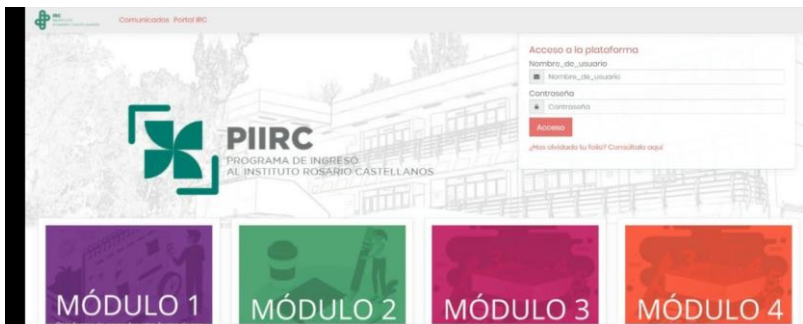 IRC
Comunicados Portal IRC
Acceso a la plataforma
Nombre_de_usuario
Nombre_de_usuario
Contraseña
Contraseña
Acceso
¿Has olvidado tu folio? Consúltalo aquí
PIIRC
PROGRAMA DE INGRESO
AL INSTITUTO ROSARIO CASTELLANOS
MÓDULO 1
MÓDULO 2
MÓDULO 3
MÓDULO 4